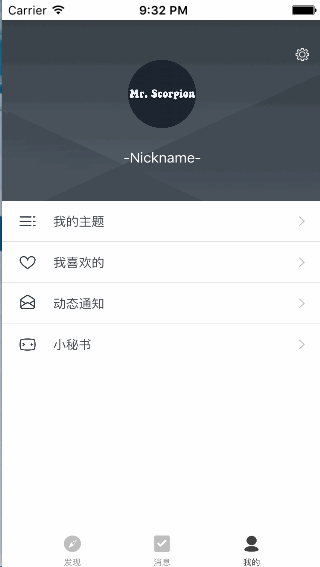 Carrier 9:32 PM
Mr. Scorpion
-Nickname-
我的主题
我喜欢的
动态通知
小秘书
发现 消息 我的